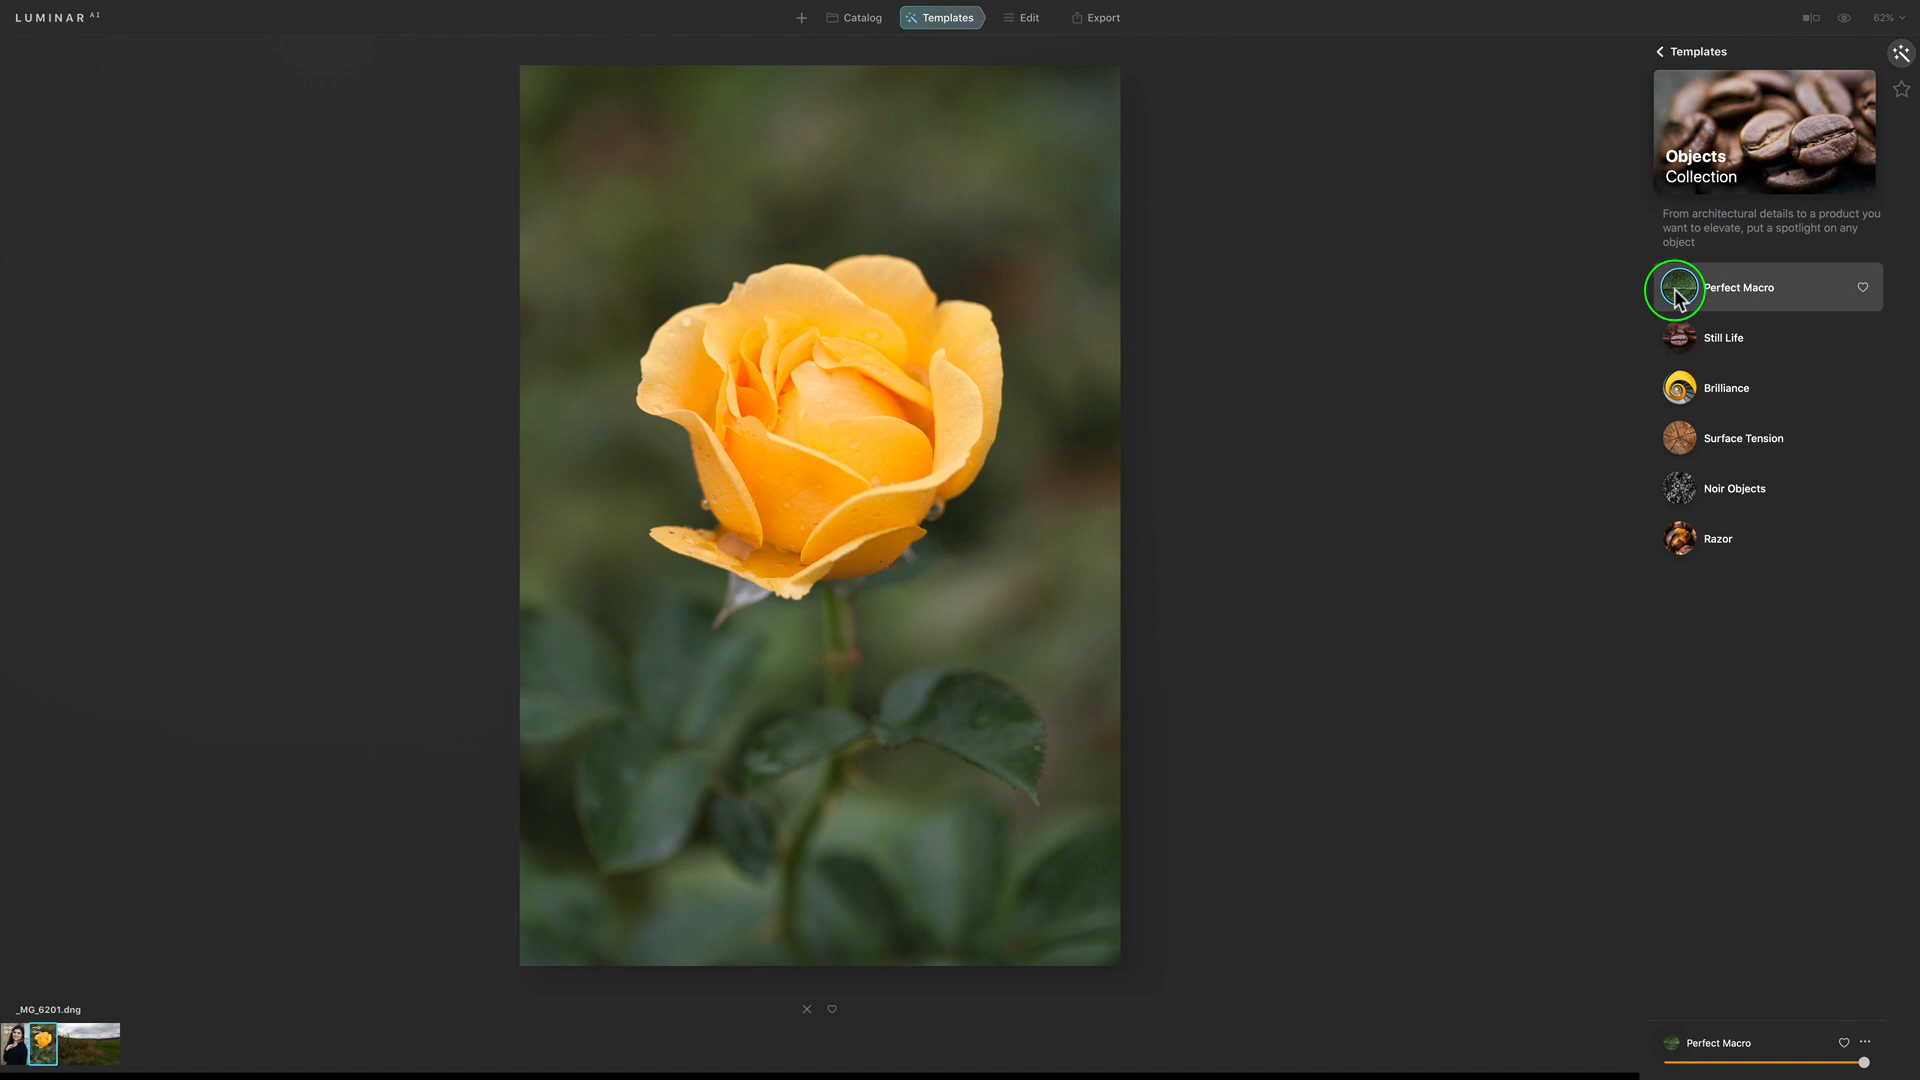 LUMINAR AI
Catalog
Templates
Edit
Export
62%
Templates
Objects
Collection
From architectural details to a product you
want to elevate, put a spotlight on any
object
Perfect Macro
Still Life
Brilliance
Surface Tension
Noir Objects
Razor
_MG_6201.dng
Perfect Macro